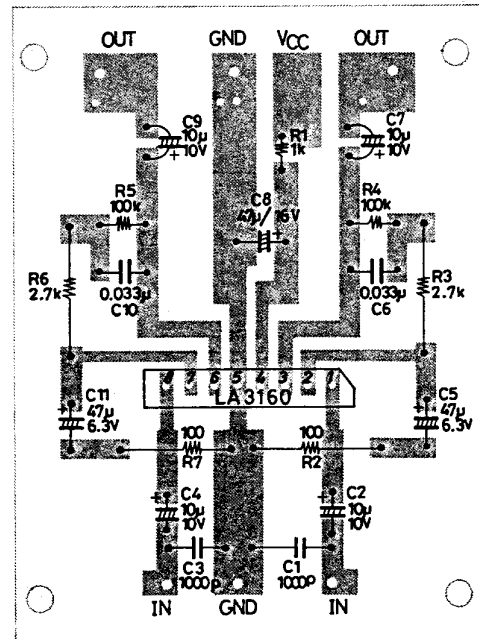 OUT GND VCC OUT
C9
10μ
10V
C7
10μ
10V
R1
1k
R5
100k
C8
47μ/16V
R4
100k
R6
2.7k
0.033μ
C10
0.033μ
C6
R3
2.7k
8 7 6 5 4 3 2 1
LA3160
C11
47μ
6.3V
C5
47μ
6.3V
100
R7
100
R2
C4
10μ
10V
C2
10μ
10V
C3
1000p
C1
1000P
IN GND IN